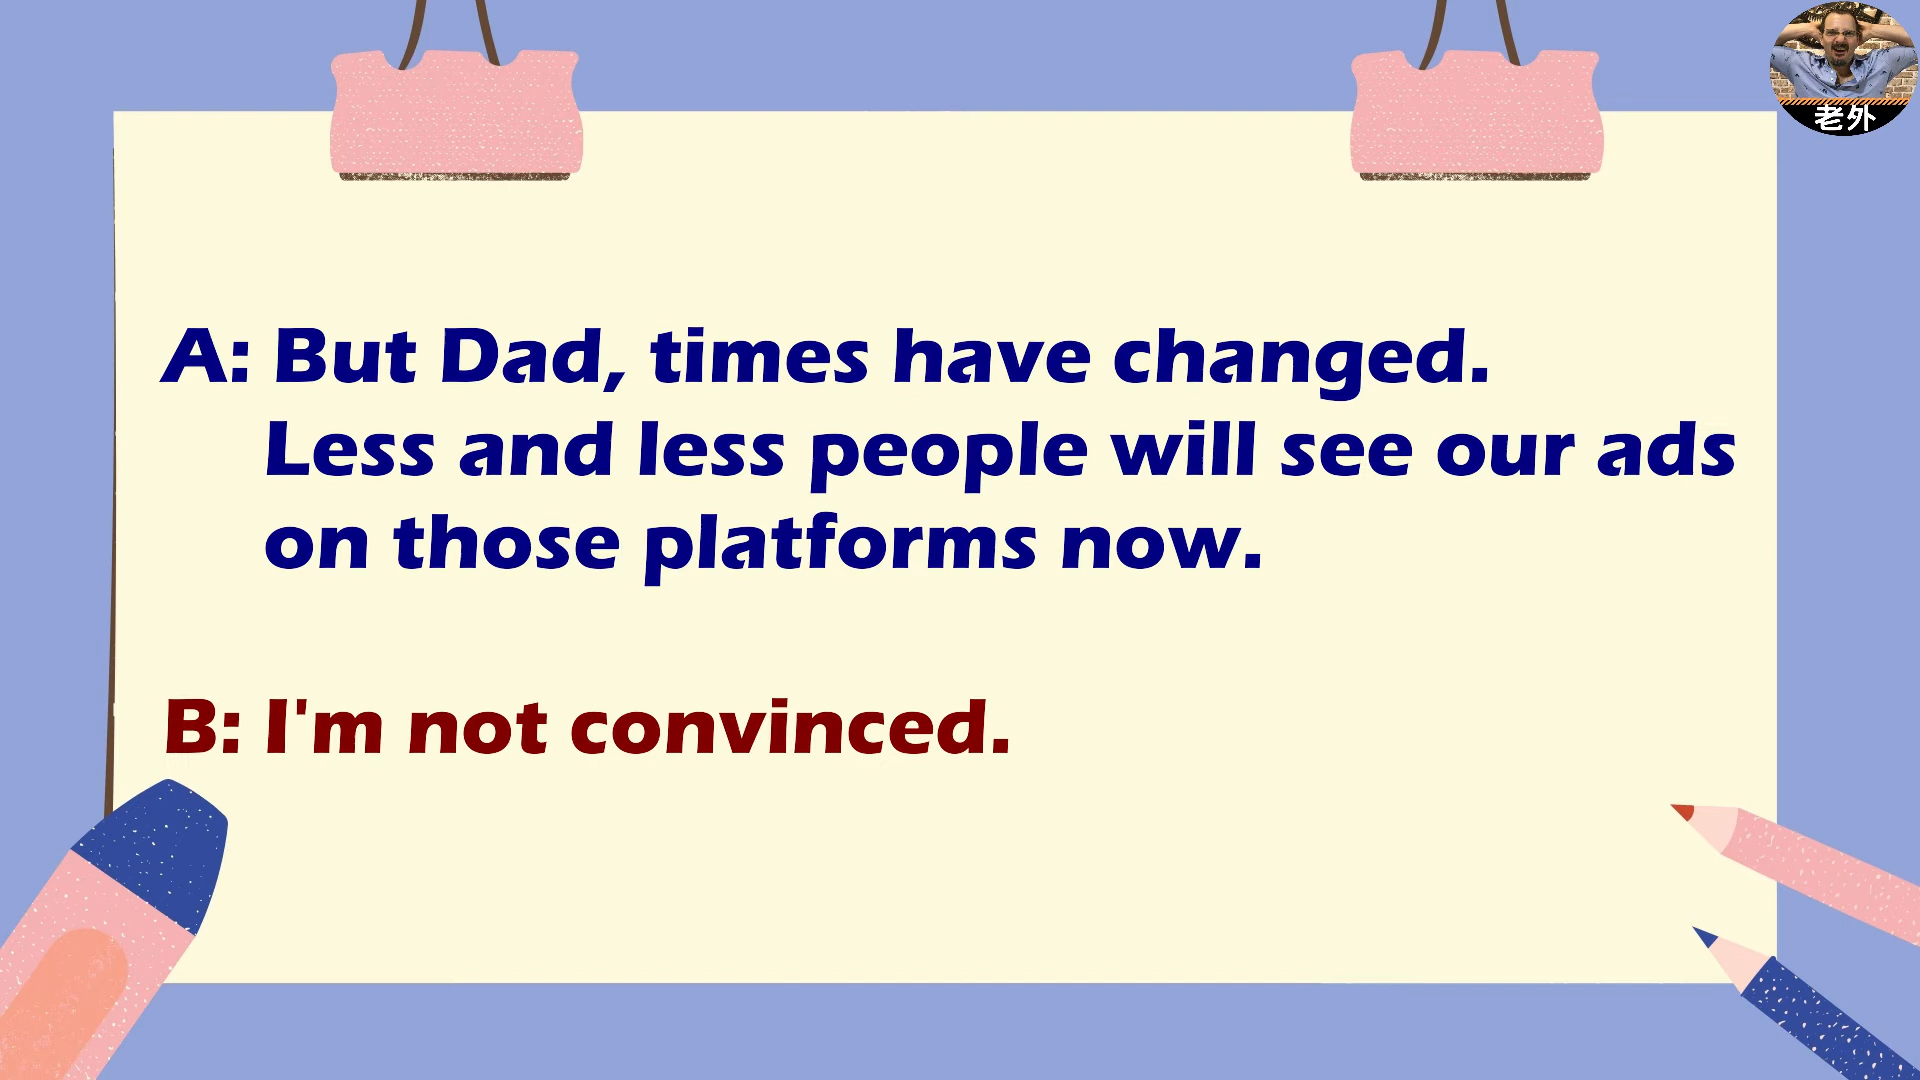 老外
A: But Dad, times have changed.
Less and less people will see our ads
on those platforms now.
B: I'm not convinced.